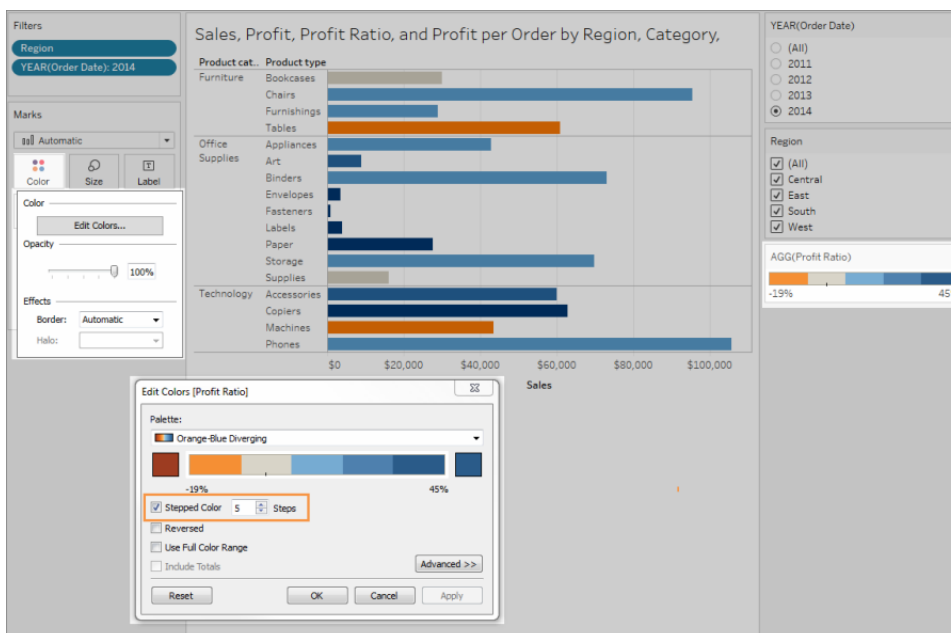 Filters
Region
YEAR(Order Date): 2014
Marks
Automatic
Color
Size
Label
Color
Edit Colors...
Opacity
100%
Effects
Border:
Automatic
Halo:
Sales, Profit, Profit Ratio, and Profit per Order by Region, Category,
Product cat.. Product type
Furniture
Bookcases
Chairs
Furnishings
Tables
Office
Supplies
Appliances
Art
Binders
Envelopes
Fasteners
Labels
Paper
Storage
Supplies
Technology
Accessories
Copiers
Machines
Phones
$0 $20,000 $40,000 $60,000 $80,000 $100,000
Sales
YEAR(Order Date)
(All)
2011
2012
2013
2014
Region
(All)
Central
East
South
West
AGG(Profit Ratio)
-19% 45
Edit Colors [Profit Ratio]
Palette:
Orange-Blue Diverging
-19% 45%
Stepped Color 5 Steps
Reversed
Use Full Color Range
Include Totals
Advanced >>
Reset OK Cancel Apply